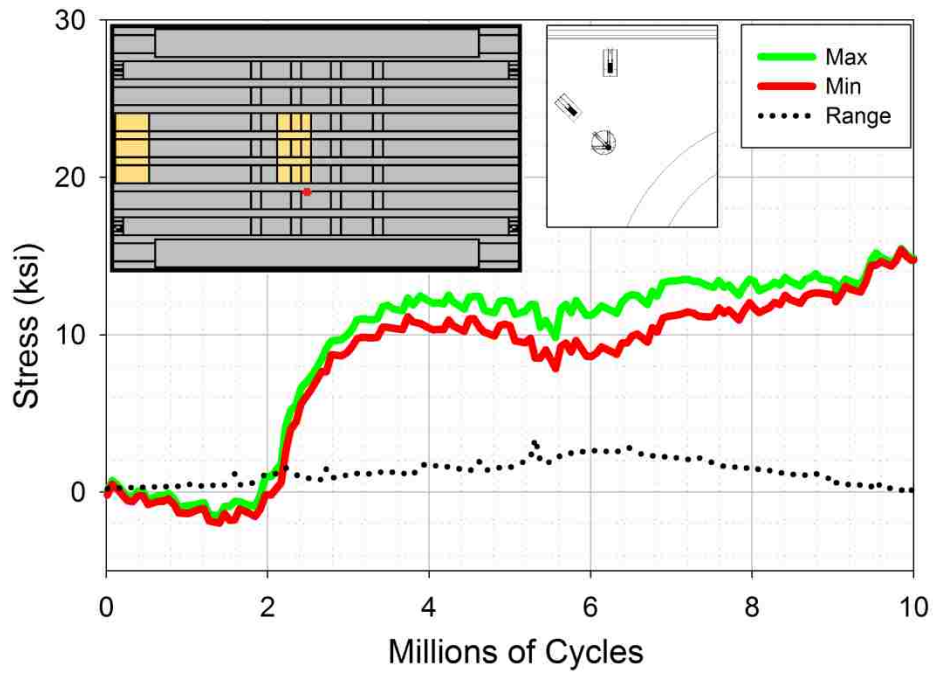 30
20
10
0
Stress (ksi)
Max
Min
Range
0 2 4 6 8 10
Millions of Cycles